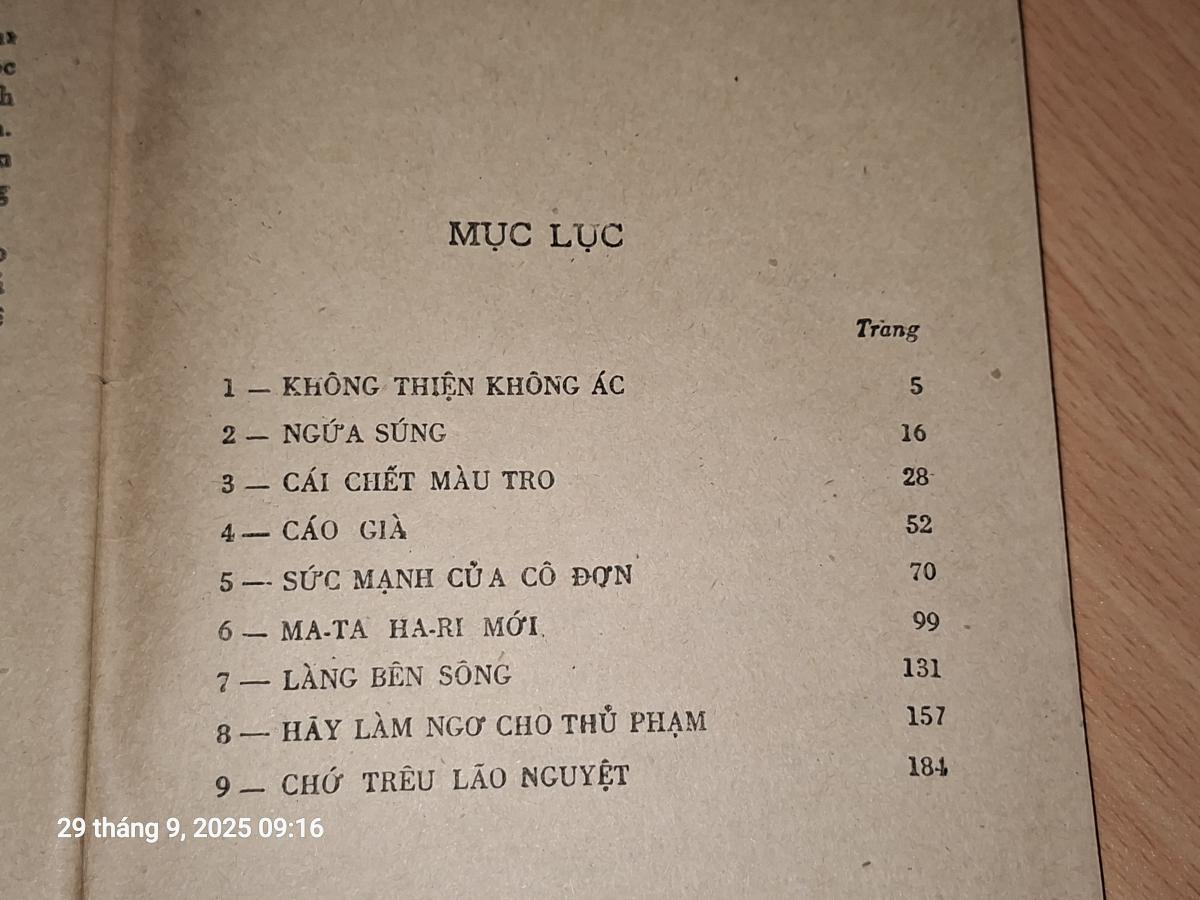 MỤC LỤC
Trang
1 — KHÔNG THIỆN KHÔNG ÁC 5
2 — NGỨA SÚNG 16
3 — CÁI CHẾT MÀU TRO 28
4 — CÁO GIÀ 52
5 — SỨC MẠNH CỦA CÔ ĐƠN 70
6 — MA-TA HA-RI MỚI 99
7 — LÀNG BÊN SÔNG 131
8 — HÃY LÀM NGƠ CHO THỦ PHẠM 157
9 — CHỚ TRÊU LÃO NGUYỆT 184
29 tháng 9, 2025 09:16